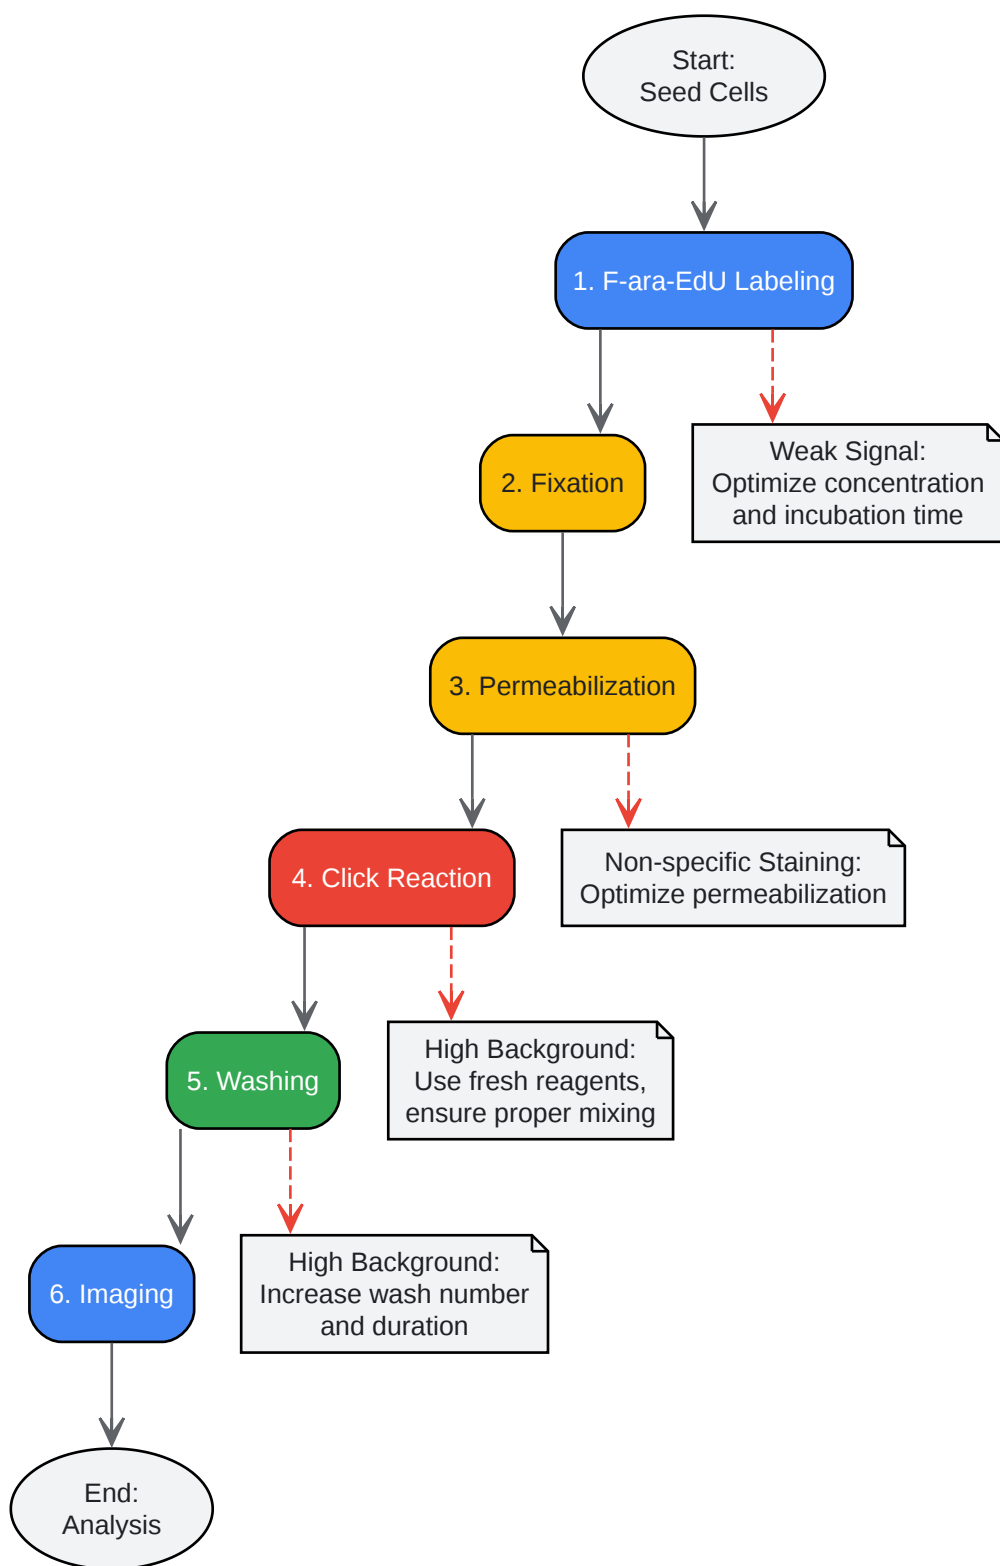 Start:
Seed Cells
1. F-ara-EdU Labeling
2. Fixation
Weak Signal:
Optimize concentration
and incubation time
3. Permeabilization
4. Click Reaction
Non-specific Staining:
Optimize permeabilization
5. Washing
High Background:
Use fresh reagents,
ensure proper mixing
6. Imaging
High Background:
Increase wash number
and duration
End:
Analysis